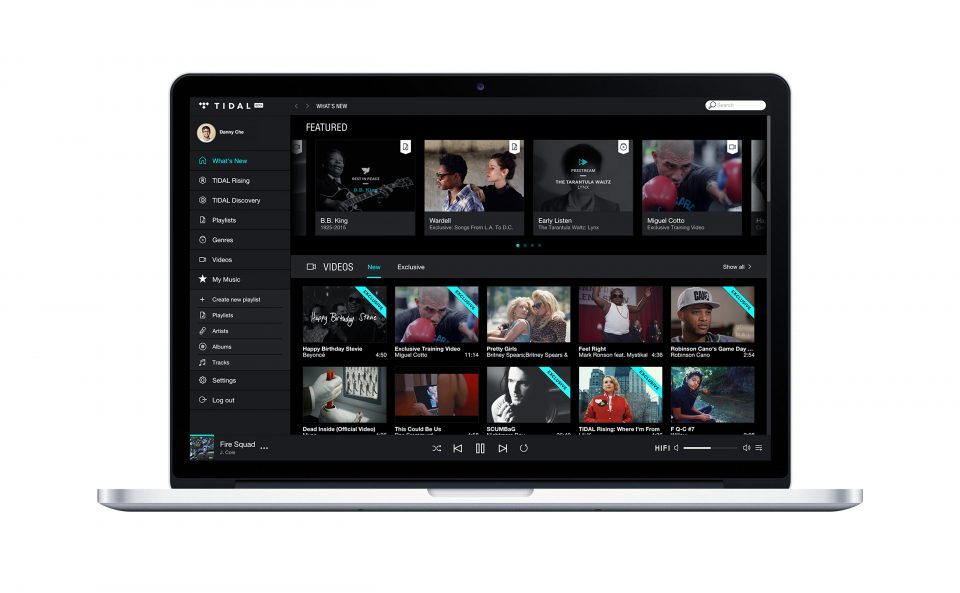 TIDAL BETA
WHAT'S NEW
Search
Danny Che
What's New
TIDAL Rising
TIDAL Discovery
Playlists
Genres
Videos
My Music
Create new playlist
Playlists
Artists
Albums
Tracks
Settings
Log out
FEATURED
REST IN PEACE
B.B. King
B.B. King
1925-2015
Wardell
Exclusive: Songs From L.A. To D.C.
PRESTREAM
THE TARANTULA WALTZ
LYNX
Early Listen
The Tarantula Waltz: Lynx
Miguel Cotto
Exclusive Training Video
VIDEOS New Exclusive
Show all
EXCLUSIVE
Happy Birthday Stevie
Happy Birthday Stevie
Beyoncé 4:50
EXCLUSIVE
Exclusive Training Video
Miguel Cotto 11:14
Pretty Girls
Britney Spears;Britney Spears &
Feel Right
Mark Ronson feat. Mystikal 4:36
EXCLUSIVE
Robinson Cano's Game Day ...
Robinson Cano 2:54
Dead Inside (Official Video)
This Could Be Us
EXCLUSIVE
SCUMBaG
EXCLUSIVE
TIDAL Rising: Where I'm From
F Q-C #7
Fire Squad
J. Cole
HIFI